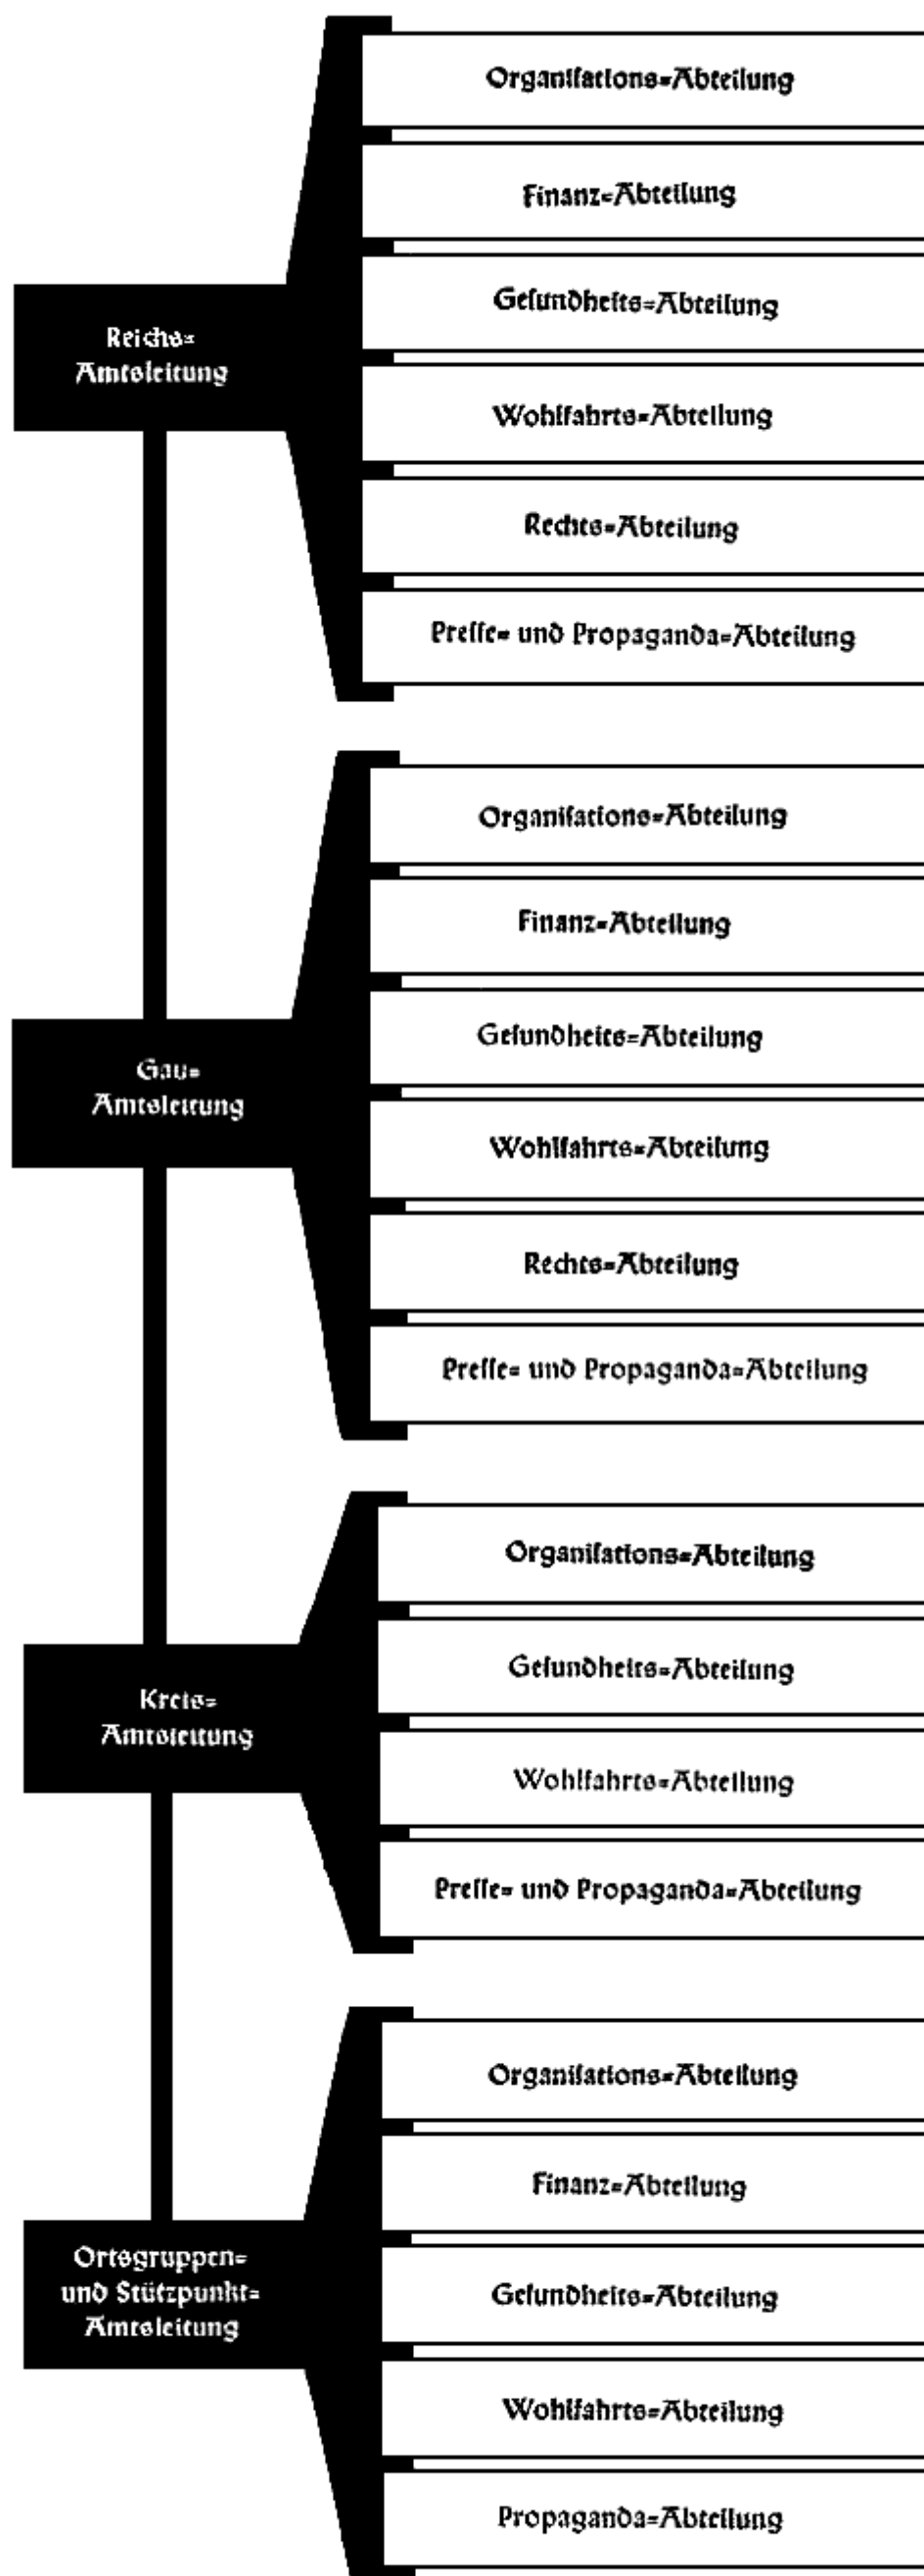 Reichs=
Amtsleitung
Organisations=Abteilung
Finanz=Abteilung
Gesundheits=Abteilung
Wohlfahrts=Abteilung
Rechts=Abteilung
Presse= und Propaganda=Abteilung
Gau=
Amtsleitung
Organisations=Abteilung
Finanz=Abteilung
Gesundheits=Abteilung
Wohlfahrts=Abteilung
Rechts=Abteilung
Presse= und Propaganda=Abteilung
Kreis=
Amtsleitung
Organisations=Abteilung
Gesundheits=Abteilung
Wohlfahrts=Abteilung
Presse= und Propaganda=Abteilung
Ortsgruppen=
und Stützpunkt=
Amtsleitung
Organisations=Abteilung
Finanz=Abteilung
Gesundheits=Abteilung
Wohlfahrts=Abteilung
Propaganda=Abteilung